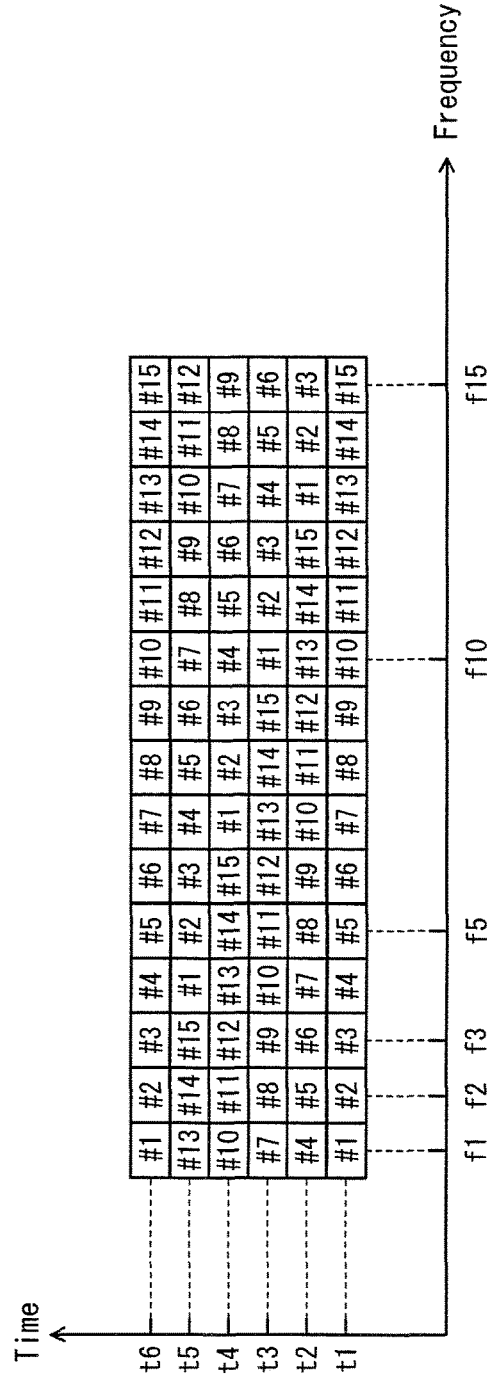 Time
t6 #1 #2 #3 #4 #5 #6 #7 #8 #9 #10 #11 #12 #13 #14 #15
t5 #13 #14 #15 #1 #2 #3 #4 #5 #6 #7 #8 #9 #10 #11 #12
t4 #10 #11 #12 #13 #14 #15 #1 #2 #3 #4 #5 #6 #7 #8 #9
t3 #7 #8 #9 #10 #11 #12 #13 #14 #15 #1 #2 #3 #4 #5 #6
t2 #4 #5 #6 #7 #8 #9 #10 #11 #12 #13 #14 #15 #1 #2 #3
t1 #1 #2 #3 #4 #5 #6 #7 #8 #9 #10 #11 #12 #13 #14 #15
Frequency
f1 f2 f3 f5 f10 f15